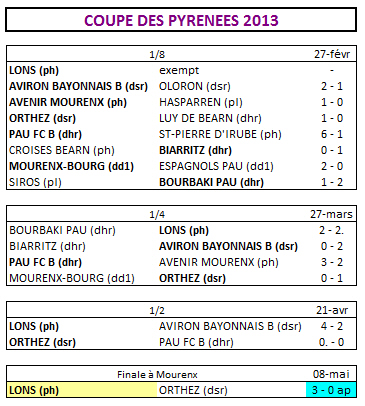 COUPE DES PYRENEES 2013
1/8 27-févr
LONS (ph) exempt -
AVIRON BAYONNAIS B (dsr) OLORON (dsr) 2 - 1
AVENIR MOURENX (ph) HASPARREN (pl) 1 - 0
ORTHEZ (dsr) LUY DE BEARN (dhr) 1 - 0
PAU FC B (dhr) ST-PIERRE D'IRUBE (ph) 6 - 1
CROISES BEARN (ph) BIARRITZ (dhr) 0 - 1
MOURENX-BOURG (dd1) ESPAGNOLS PAU (dd1) 2 - 0
SIROS (pl) BOURBAKI PAU (dhr) 1 - 2
1/4 27-mars
BOURBAKI PAU (dhr) LONS (ph) 2 - 2.
BIARRITZ (dhr) AVIRON BAYONNAIS B (dsr) 0 - 2
PAU FC B (dhr) AVENIR MOURENX (ph) 3 - 2
MOURENX-BOURG (dd1) ORTHEZ (dsr) 0 - 1
1/2 21-avr
LONS (ph) AVIRON BAYONNAIS B (dsr) 4 - 2
ORTHEZ (dsr) PAU FC B (dhr) 0. - 0
Finale à Mourenx 08-mai
LONS (ph) ORTHEZ (dsr) 3 - 0 ap